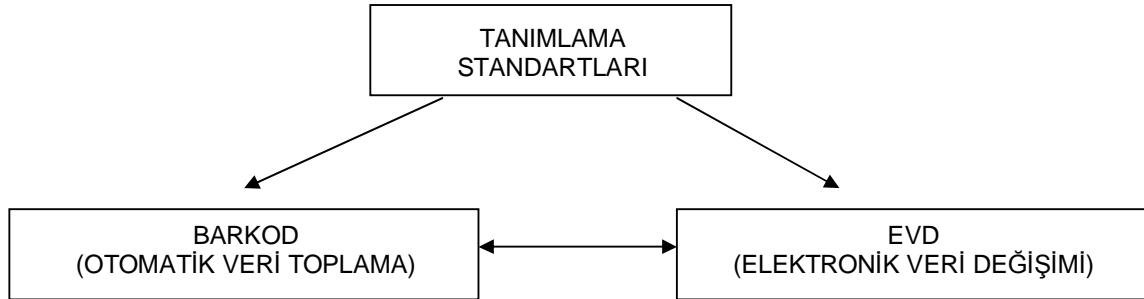 TANIMLAMA
STANDARTLARI
BARKOD
(OTOMATİK VERİ TOPLAMA)
EVD
(ELEKTRONİK VERİ DEĞİŞİMİ)